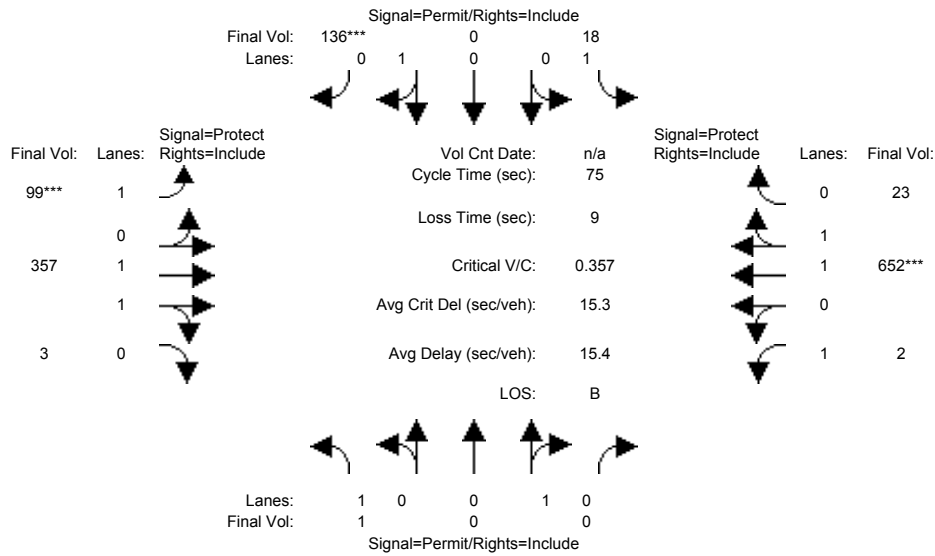 Signal=Permit/Rights=Include
Final Vol: 136*** 0 18
Lanes: 0 1 0 0 1
Signal=Protect Signal=Protect
Final Vol: Lanes: Rights=Include Vol Cnt Date: n/a Rights=Include Lanes: Final Vol:
Cycle Time (sec): 75
99*** 1 0 23
Loss Time (sec): 9
0 1
357 1 Critical V/C: 0.357 1 652***
1 Avg Crit Del (sec/veh): 15.3 0
3 0 Avg Delay (sec/veh): 15.4 1 2
LOS: B
Lanes: 1 0 0 1 0
Final Vol: 1 0 0
Signal=Permit/Rights=Include